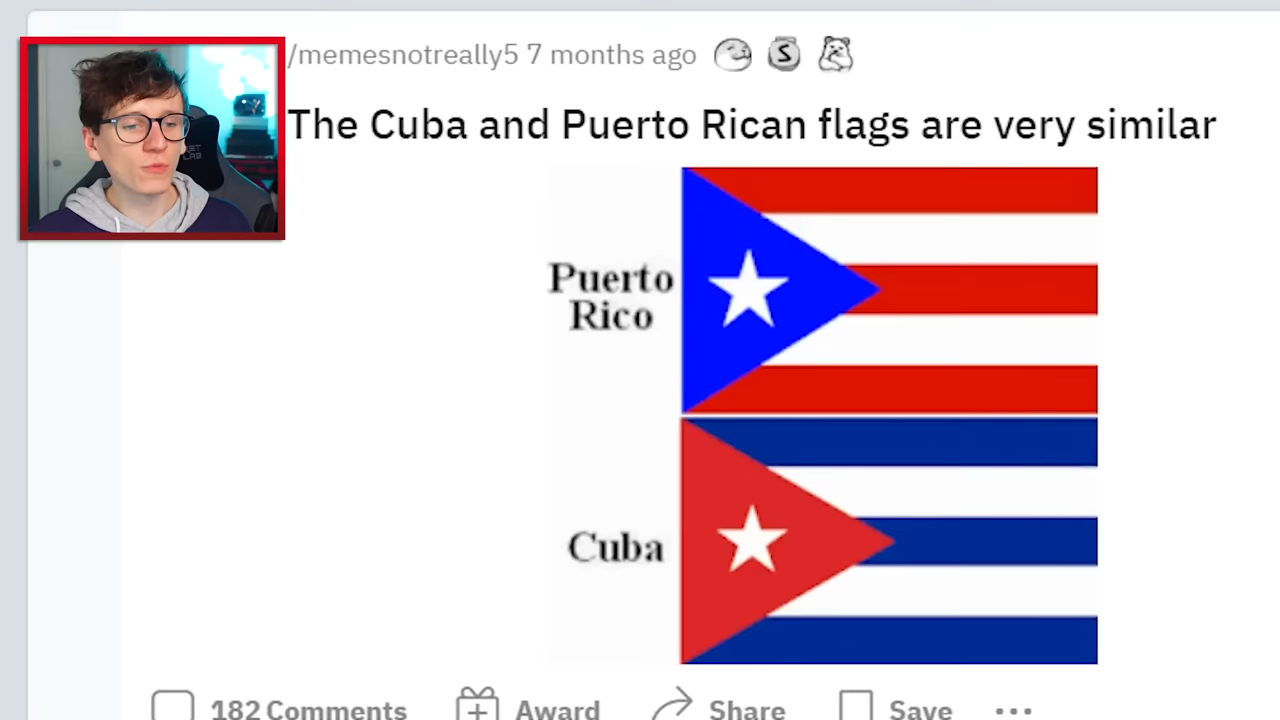 /memesnotreally5 7 months ago
The Cuba and Puerto Rican flags are very similar
Puerto
Rico
Cuba
182 Comments Award Share Save